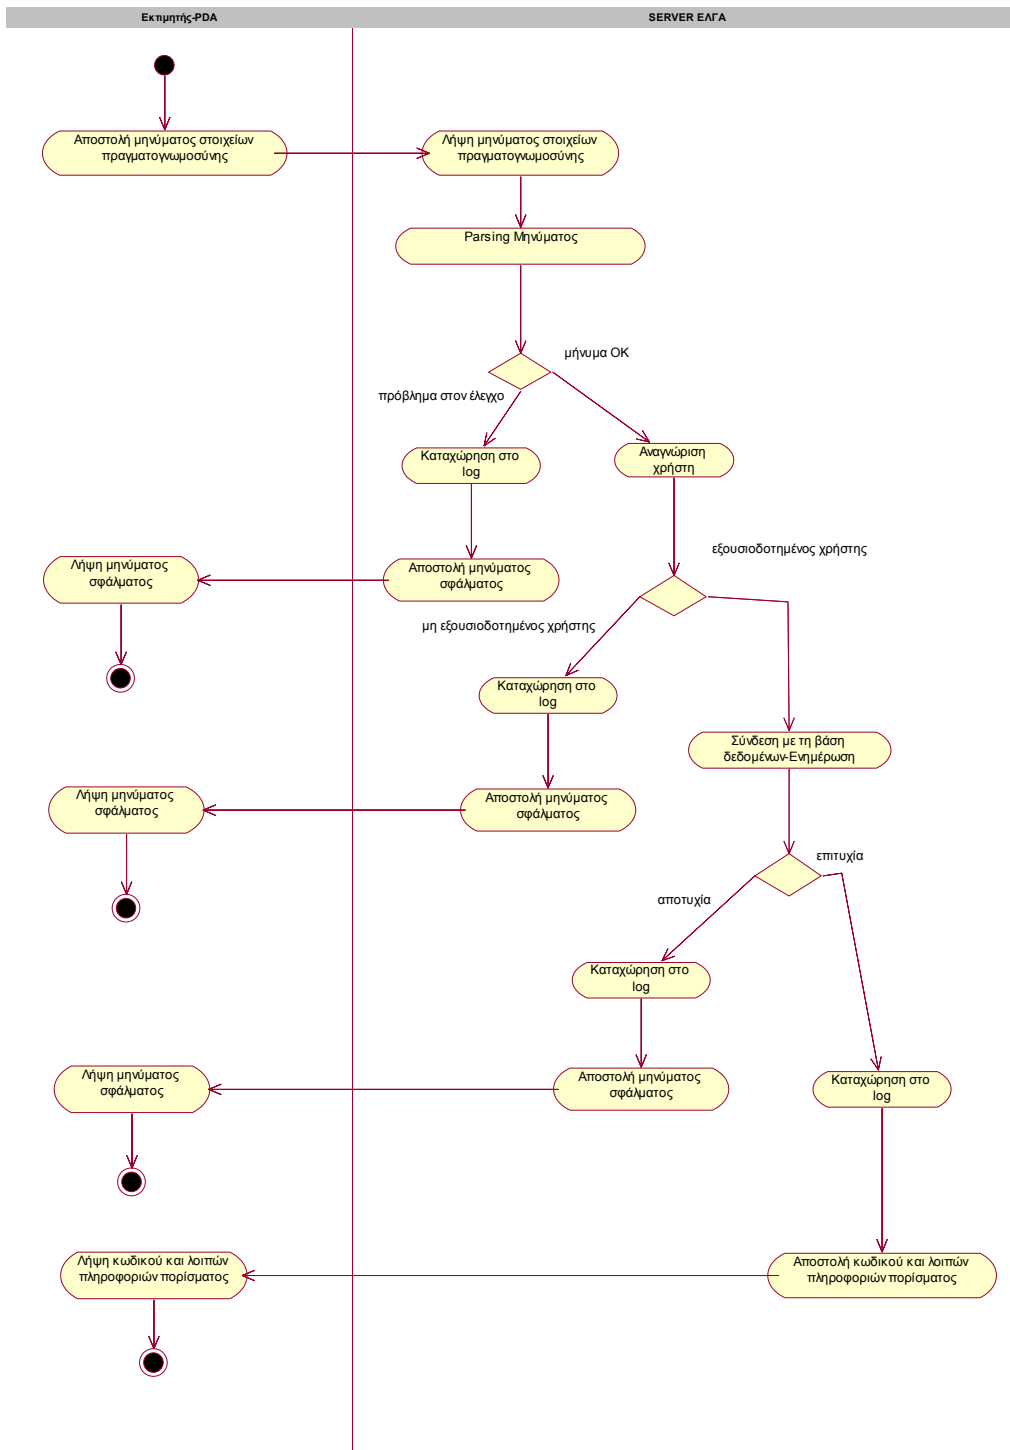 Εκτιμητής-PDA
SERVER ΕΛΓΑ
Αποστολή μηνύματος στοιχείων
πραγματογνωμοσύνης
Λήψη μηνύματος στοιχείων
πραγματογνωμοσύνης
Parsing Μηνύματος
μήνυμα ΟΚ
πρόβλημα στον έλεγχο
Καταχώρηση στο
log
Αναγνώριση
χρήστη
εξουσιοδοτημένος χρήστης
Λήψη μηνύματος
σφάλματος
Αποστολή μηνύματος
σφάλματος
μη εξουσιοδοτημένος χρήστης
Καταχώρηση στο
log
Σύνδεση με τη βάση
δεδομένων-Ενημέρωση
Λήψη μηνύματος
σφάλματος
Αποστολή μηνύματος
σφάλματος
επιτυχία
αποτυχία
Καταχώρηση στο
log
Λήψη μηνύματος
σφάλματος
Αποστολή μηνύματος
σφάλματος
Καταχώρηση στο
log
Λήψη κωδικού και λοιπών
πληροφοριών πορίσματος
Αποστολή κωδικού και λοιπών
πληροφοριών πορίσματος